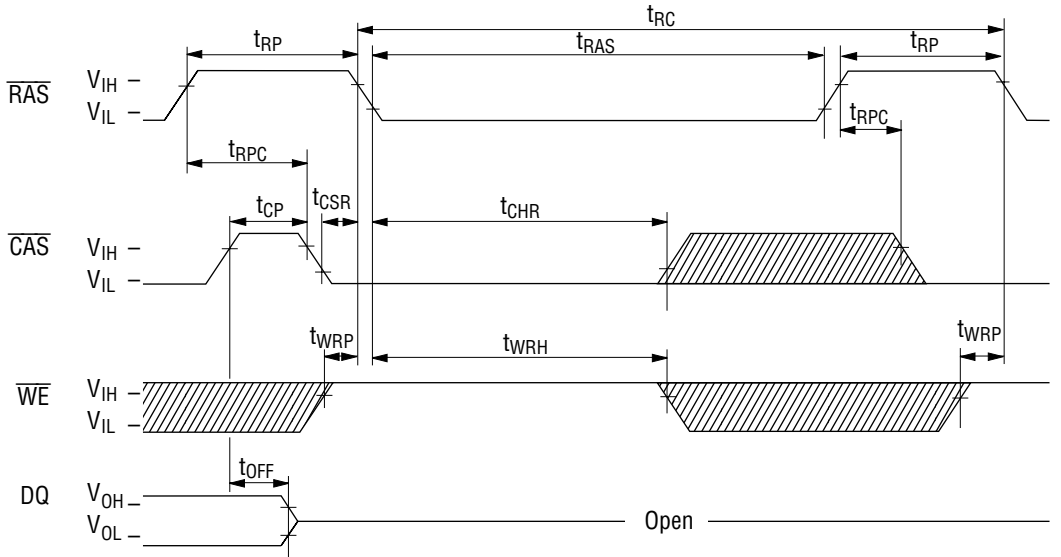 tRC
tRP
tRAS
tRP
RAS
VIH
VIL
tRPC
tRPC
tCP
tCSR
tCHR
CAS
VIH
VIL
tWRP
tWRH
tWRP
WE
VIH
VIL
tOFF
DQ
VOH
VOL
Open